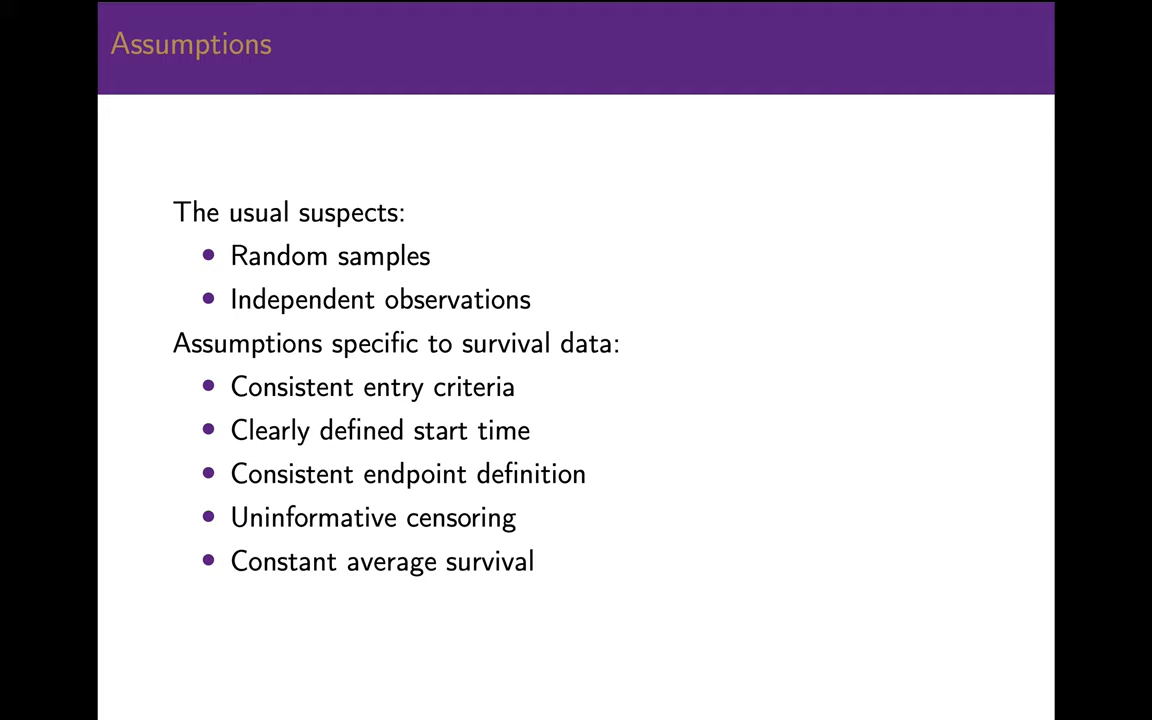 Assumptions
The usual suspects:
• Random samples
• Independent observations
Assumptions specific to survival data:
• Consistent entry criteria
• Clearly defined start time
• Consistent endpoint definition
• Uninformative censoring
• Constant average survival